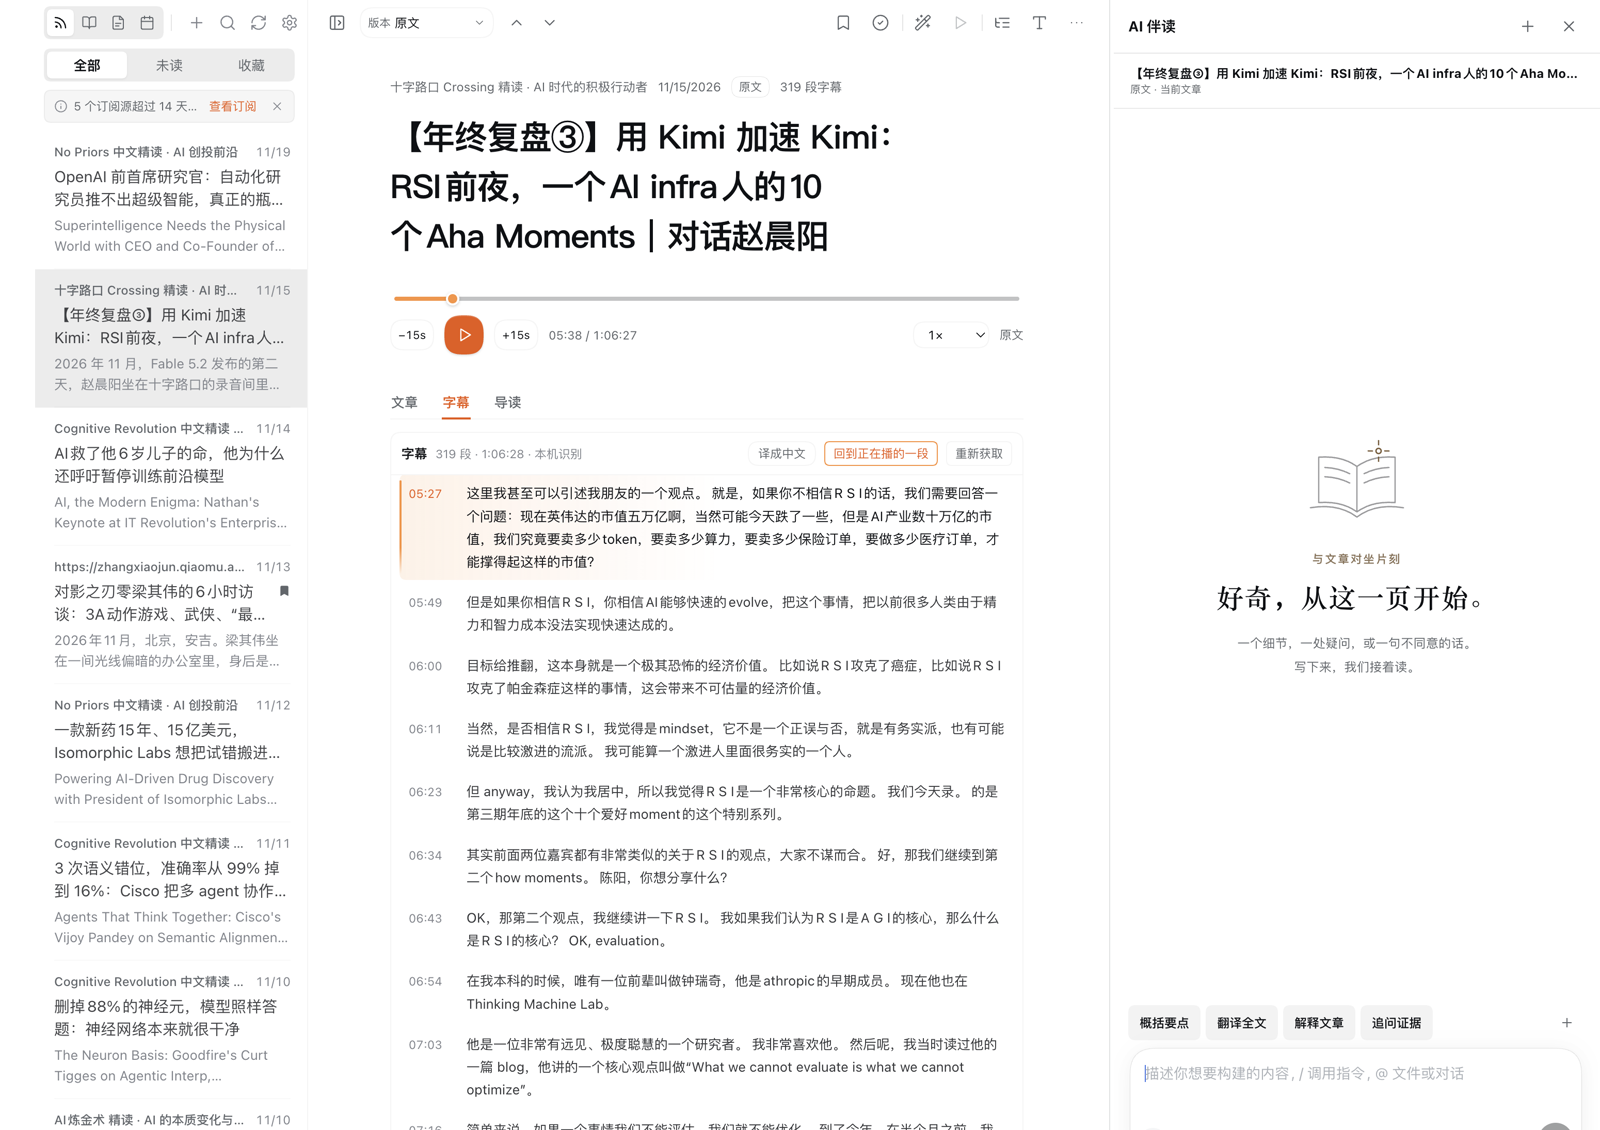 全部
未读
收藏
5 个订阅源超过 14 天...
查看订阅
No Priors 中文精读 · AI 创投前沿
11/19
OpenAI 前首席研究官：自动化研
究员推不出超级智能，真正的瓶...
Superintelligence Needs the Physical
World with CEO and Co-Founder of...
十字路口 Crossing 精读 · AI 时...
11/15
【年终复盘③】用 Kimi 加速
Kimi：RSI前夜，一个AI infra人...
2026 年 11 月，Fable 5.2 发布的第二
天，赵晨阳坐在十字路口的录音间里...
Cognitive Revolution 中文精读 ...
11/14
AI救了他6岁儿子的命，他为什么
还呼吁暂停训练前沿模型
AI, the Modern Enigma: Nathan's
Keynote at IT Revolution's Enterpris...
https://zhangxiaojun.qiaomu.a...
11/13
对影之刃零梁其伟的6小时访
谈：3A动作游戏、武侠、“最...
2026年11月，北京，安吉。梁其伟坐
在一间光线偏暗的办公室里，身后是...
No Priors 中文精读 · AI 创投前沿
11/12
一款新药15年、15亿美元，
Isomorphic Labs 想把试错搬进...
Powering AI-Driven Drug Discovery
with President of Isomorphic Labs...
Cognitive Revolution 中文精读 ...
11/11
3 次语义错位，准确率从 99% 掉
到 16%：Cisco 把多 agent 协作...
Agents That Think Together: Cisco's
Vijoy Pandey on Semantic Alignmen...
Cognitive Revolution 中文精读 ...
11/10
删掉88%的神经元，模型照样答
题：神经网络本来就很干净
The Neuron Basis: Goodfire's Curt
Tigges on Agentic Interp,...
AI炼金术 精读 · AI 的本质变化与...
11/10
版本 原文
十字路口 Crossing 精读 · AI 时代的积极行动者
11/15/2026
原文
319 段字幕
【年终复盘③】用 Kimi 加速 Kimi：
RSI前夜，一个AI infra人的10
个Aha Moments｜对话赵晨阳
−15s
+15s
05:38 / 1:06:27
1×
原文
文章
字幕
导读
字幕 319 段 · 1:06:28 · 本机识别
译成中文
回到正在播的一段
重新获取
05:27
这里我甚至可以引述我朋友的一个观点。 就是，如果你不相信R S I的话，我们需要回答一
个问题：现在英伟达的市值五万亿啊，当然可能今天跌了一些，但是AI产业数十万亿的市
值，我们究竟要卖多少token，要卖多少算力，要卖多少保险订单，要做多少医疗订单，才
能撑得起这样的市值？
05:49
但是如果你相信R S I，你相信AI能够快速的evolve，把这个事情，把以前很多人类由于精
力和智力成本没法实现快速达成的。
06:00
目标给推翻，这本身就是一个极其恐怖的经济价值。 比如说R S I攻克了癌症，比如说R S I
攻克了帕金森症这样的事情，这会带来不可估量的经济价值。
06:11
当然，是否相信R S I，我觉得是mindset，它不是一个正误与否，就是有务实派，也有可能
说是比较激进的流派。 我可能算一个激进人里面很务实的一个人。
06:23
但 anyway，我认为我居中，所以我觉得R S I是一个非常核心的命题。 我们今天录。 的是
第三期年底的这个十个爱好moment的这个特别系列。
06:34
其实前面两位嘉宾都有非常类似的关于R S I的观点，大家不谋而合。 好，那我们继续到第
二个how moments。 陈阳，你想分享什么？
06:43
OK，那第二个观点，我继续讲一下R S I。 我如果我们认为R S I是A G I的核心，那么什么
是R S I的核心？ OK, evaluation。
06:54
在我本科的时候，唯有一位前辈叫做钟瑞奇，他是athropic的早期成员。 现在他也在
Thinking Machine Lab。
07:03
他是一位非常有远见、极度聪慧的一个研究者。 我非常喜欢他。 然后呢，我当时读过他的
一篇 blog，他讲的一个核心观点叫做“What we cannot evaluate is what we cannot
optimize”。
07:16
简单来说，如果一个事情我们不能评估，我们就不能优化。 到了今年，在半个月之前，我
AI 伴读
【年终复盘③】用 Kimi 加速 Kimi：RSI前夜，一个AI infra人的10个Aha Mo...
原文 · 当前文章
与文章对坐片刻
好奇，从这一页开始。
一个细节，一处疑问，或一句不同意的话。
写下来，我们接着读。
概括要点
翻译全文
解释文章
追问证据
描述你想要构建的内容, / 调用指令, @ 文件或对话